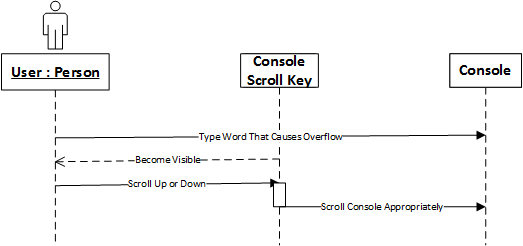 User : Person
Console
Scroll Key
Console
Type Word That Causes Overflow
Become Visible
Scroll Up or Down
Scroll Console Appropriately